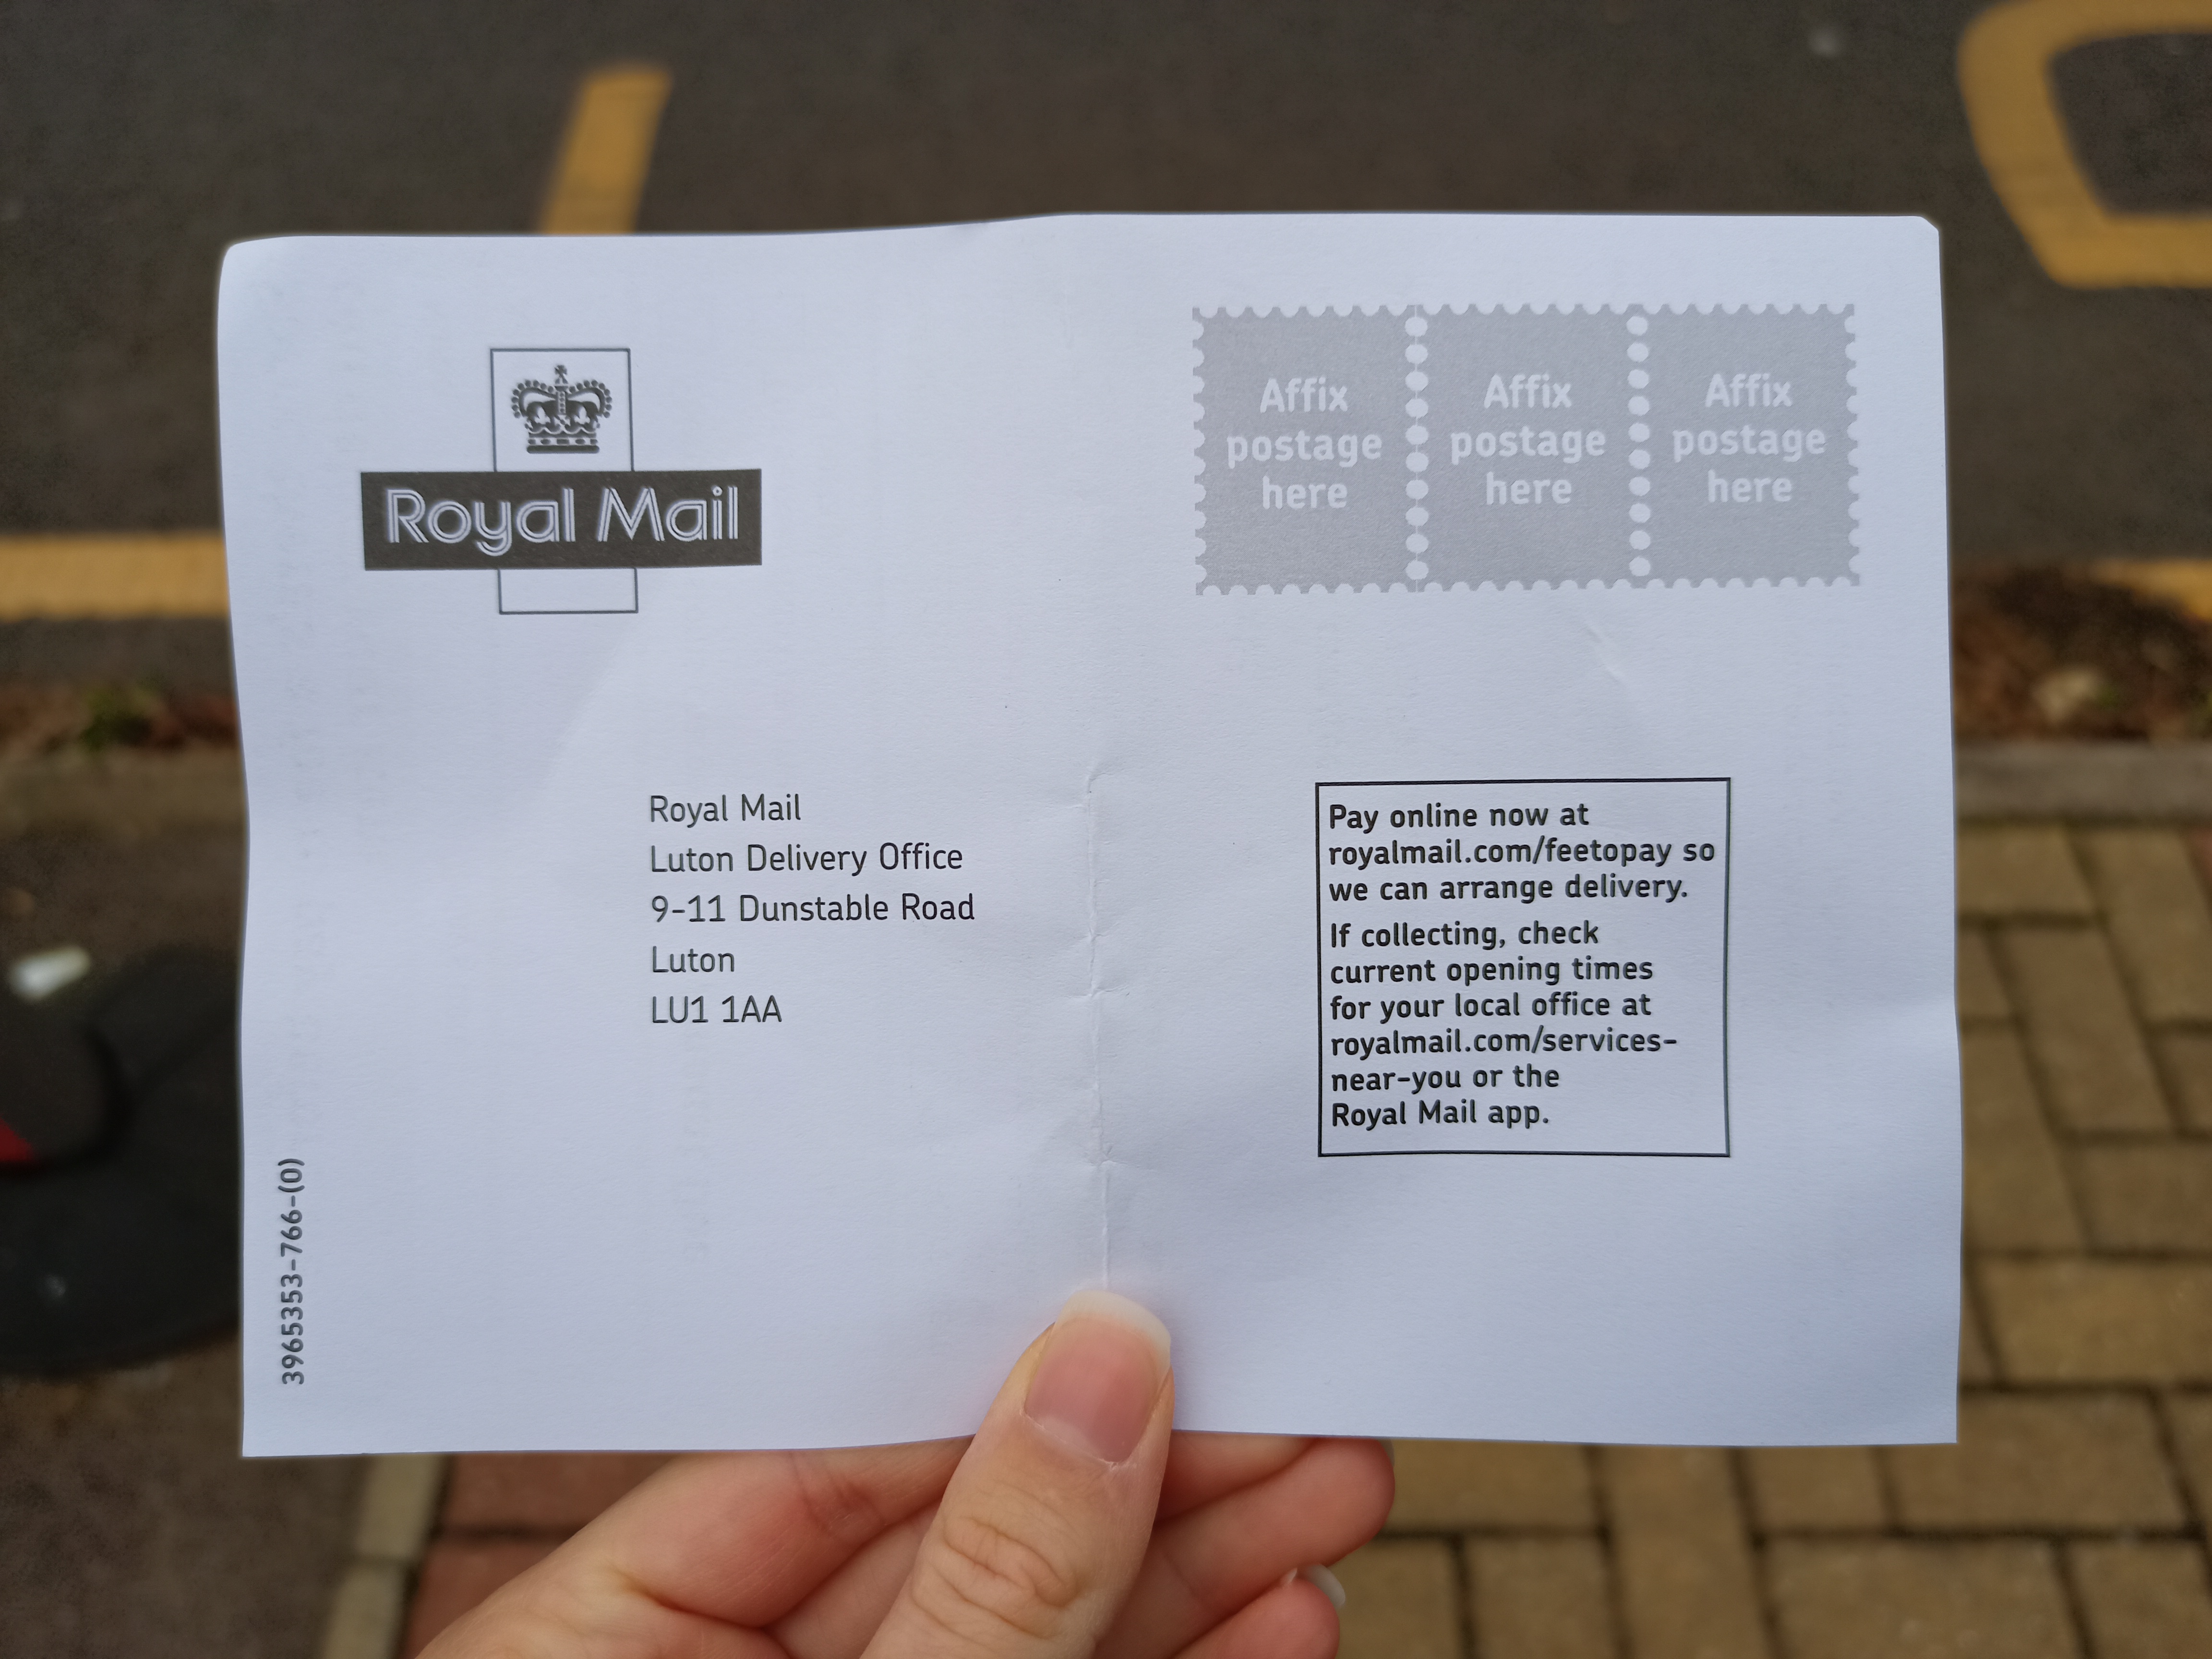 Royal Mail
Affix
postage
here
Affix
postage
here
Affix
postage
here
Royal Mail
Luton Delivery Office
9-11 Dunstable Road
Luton
LU1 1AA
Pay online now at
royalmail.com/feetopay so
we can arrange delivery.
If collecting, check
current opening times
for your local office at
royalmail.com/services-
near-you or the
Royal Mail app.
3965353-766-(0)